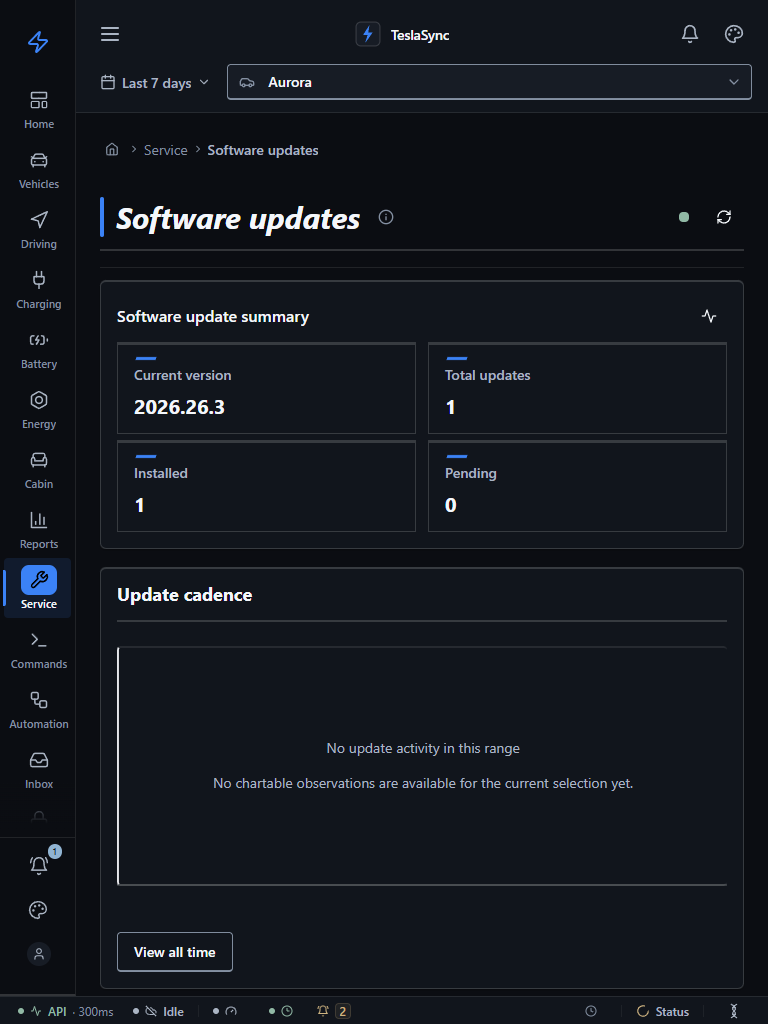 TeslaSync
Last 7 days
Aurora
Home
Vehicles
Driving
Charging
Battery
Energy
Cabin
Reports
Service
Commands
Automation
Inbox
1
Service
Software updates
Software updates
Software update summary
Current version
2026.26.3
Total updates
1
Installed
1
Pending
0
Update cadence
No update activity in this range
No chartable observations are available for the current selection yet.
View all time
API · 300ms
Idle
2
Status